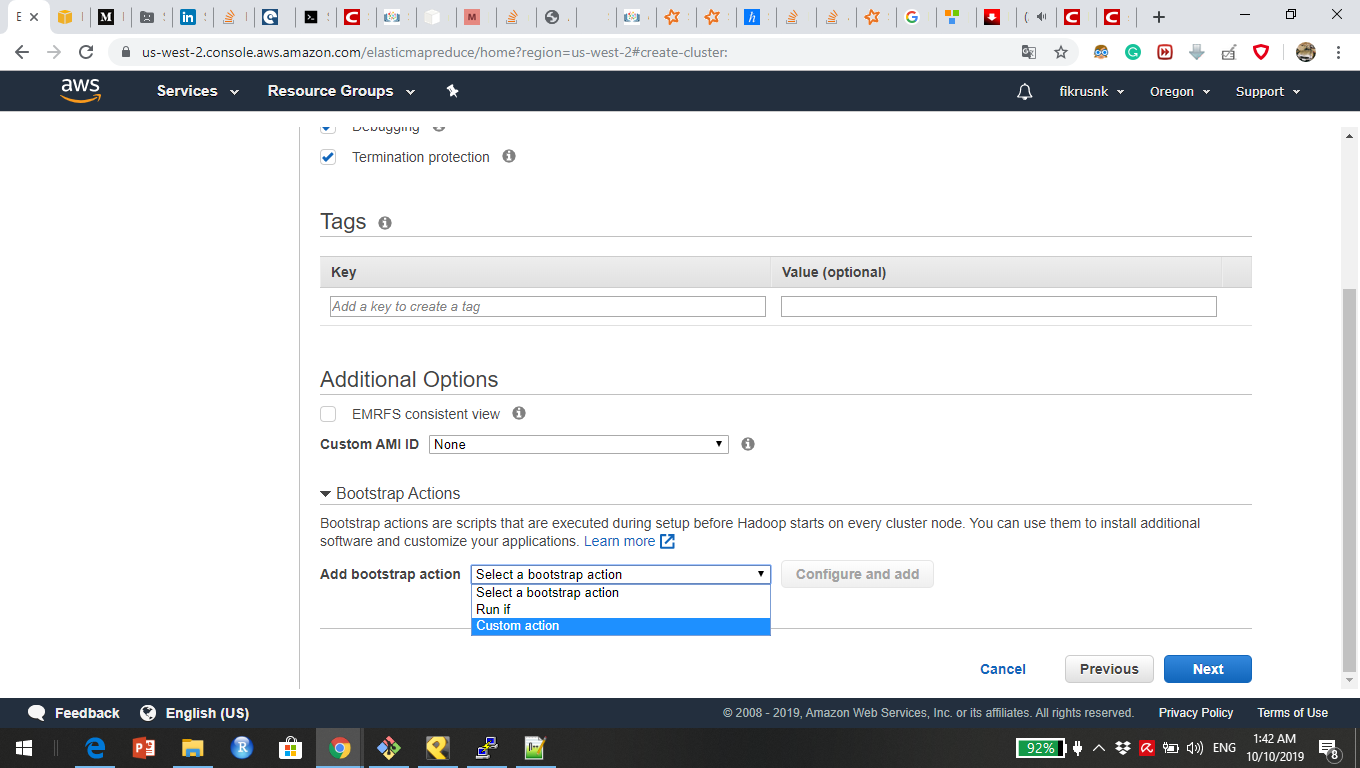 us-west-2.console.aws.amazon.com/elasticmapreduce/home?region=us-west-2#create-cluster:
aws Services Resource Groups fikrusnk Oregon Support
Debugging
Termination protection
Tags
Key Value (optional)
Add a key to create a tag
Additional Options
EMRFS consistent view
Custom AMI ID None
Bootstrap Actions
Bootstrap actions are scripts that are executed during setup before Hadoop starts on every cluster node. You can use them to install additional
software and customize your applications. Learn more
Add bootstrap action Select a bootstrap action Configure and add
Select a bootstrap action
Run if
Custom action
Cancel Previous Next
Feedback English (US) © 2008 - 2019, Amazon Web Services, Inc. or its affiliates. All rights reserved. Privacy Policy Terms of Use
92% ENG 1:42 AM
10/10/2019 8